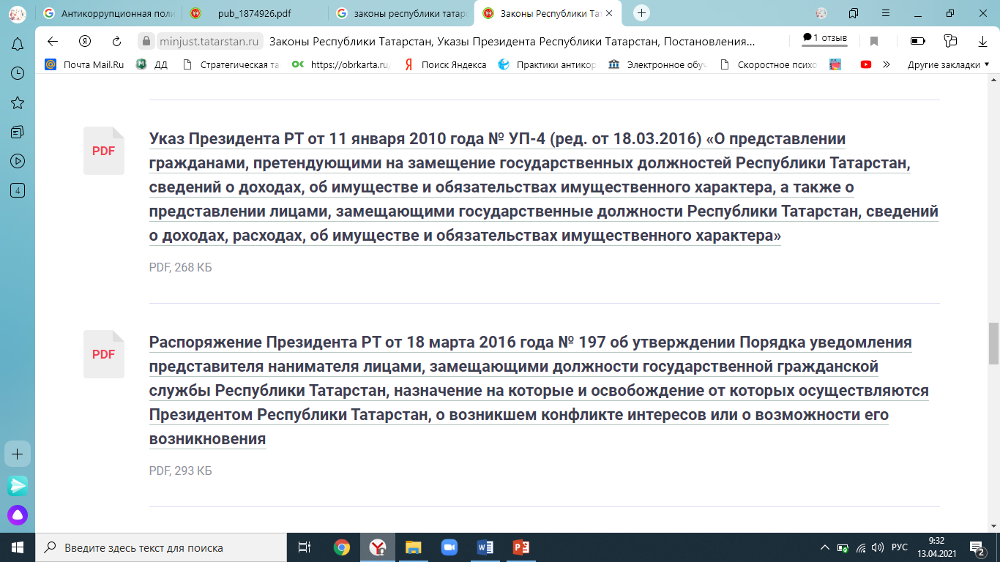 Антикоррупционная поли
pub_1874926.pdf
законы республики татарс
Законы Республики Тат
minjust.tatarstan.ru
Законы Республики Татарстан, Указы Президента Республики Татарстан, Постановления...
1 отзыв
Почта Mail.Ru
ДД
Стратегическая та
https://obrkarta.ru/
Поиск Яндекса
Практики антикор
Электронное обуч
Скоростное психо
Другие закладки
4
PDF
Указ Президента РТ от 11 января 2010 года № УП-4 (ред. от 18.03.2016) «О представлении
гражданами, претендующими на замещение государственных должностей Республики Татарстан,
сведений о доходах, об имуществе и обязательствах имущественного характера, а также о
представлении лицами, замещающими государственные должности Республики Татарстан, сведений
о доходах, расходах, об имуществе и обязательствах имущественного характера»
PDF, 268 КБ
PDF
Распоряжение Президента РТ от 18 марта 2016 года № 197 об утверждении Порядка уведомления
представителя нанимателя лицами, замещающими должности государственной гражданской
службы Республики Татарстан, назначение на которые и освобождение от которых осуществляются
Президентом Республики Татарстан, о возникшем конфликте интересов или о возможности его
возникновения
PDF, 293 КБ
Введите здесь текст для поиска
РУС
9:32
13.04.2021
2